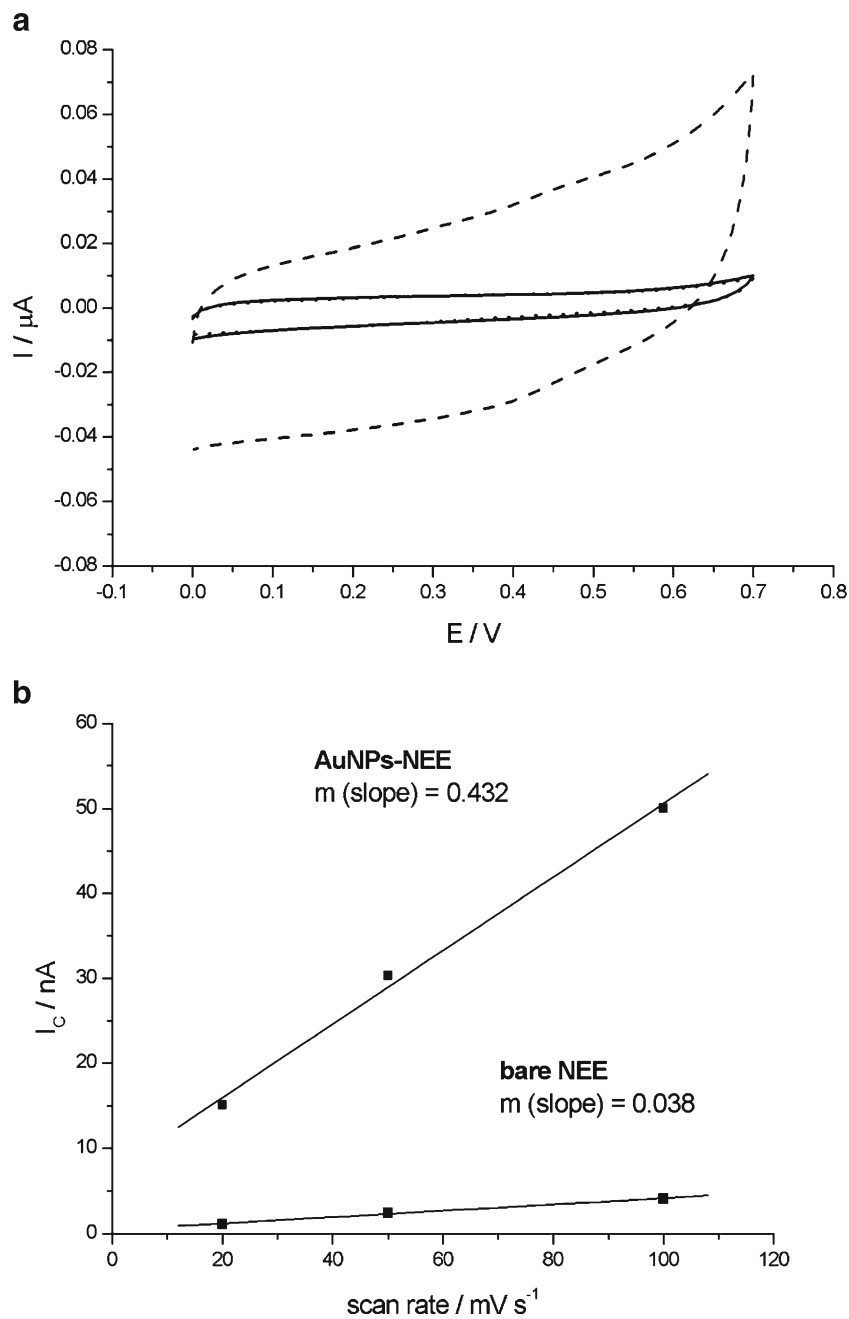 a
0.08
0.06
0.04
0.02
0.00
-0.02
-0.04
-0.06
-0.08
I / μA
-0.1 0.0 0.1 0.2 0.3 0.4 0.5 0.6 0.7 0.8
E / V
b
60
50
40
30
20
10
0
I_C / nA
AuNPs-NEE
m (slope) = 0.432
bare NEE
m (slope) = 0.038
0 20 40 60 80 100 120
scan rate / mV s⁻¹